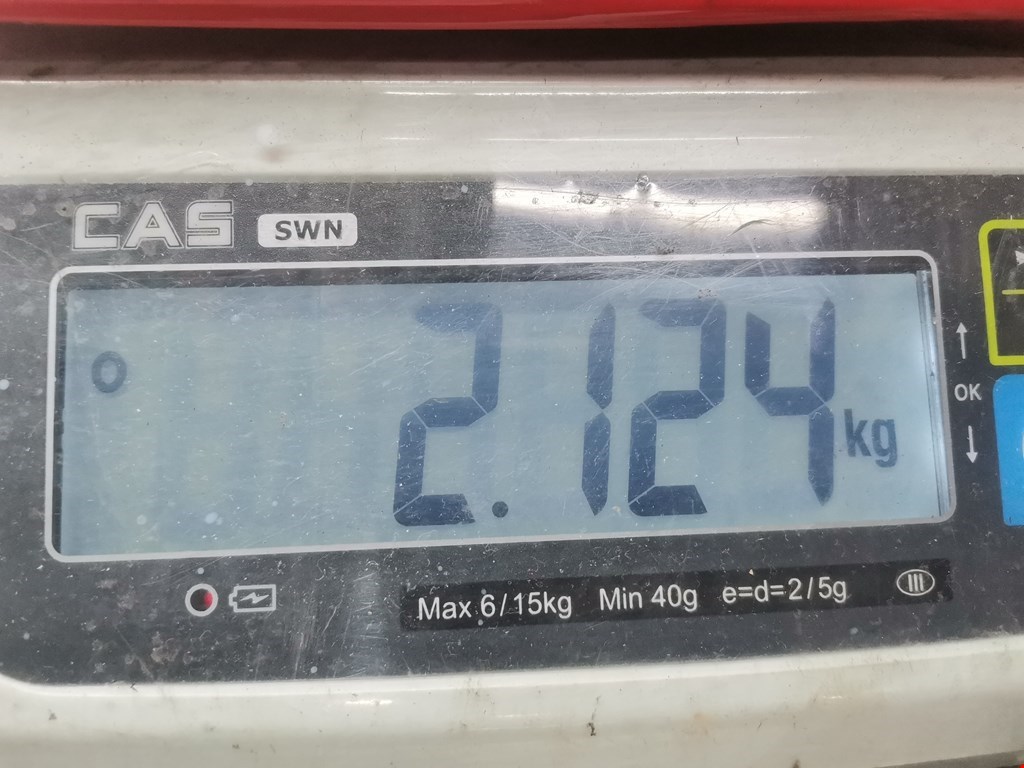 CAS SWN
o 2.124 kg
OK
Max 6/15kg Min 40g e=d=2/5g III